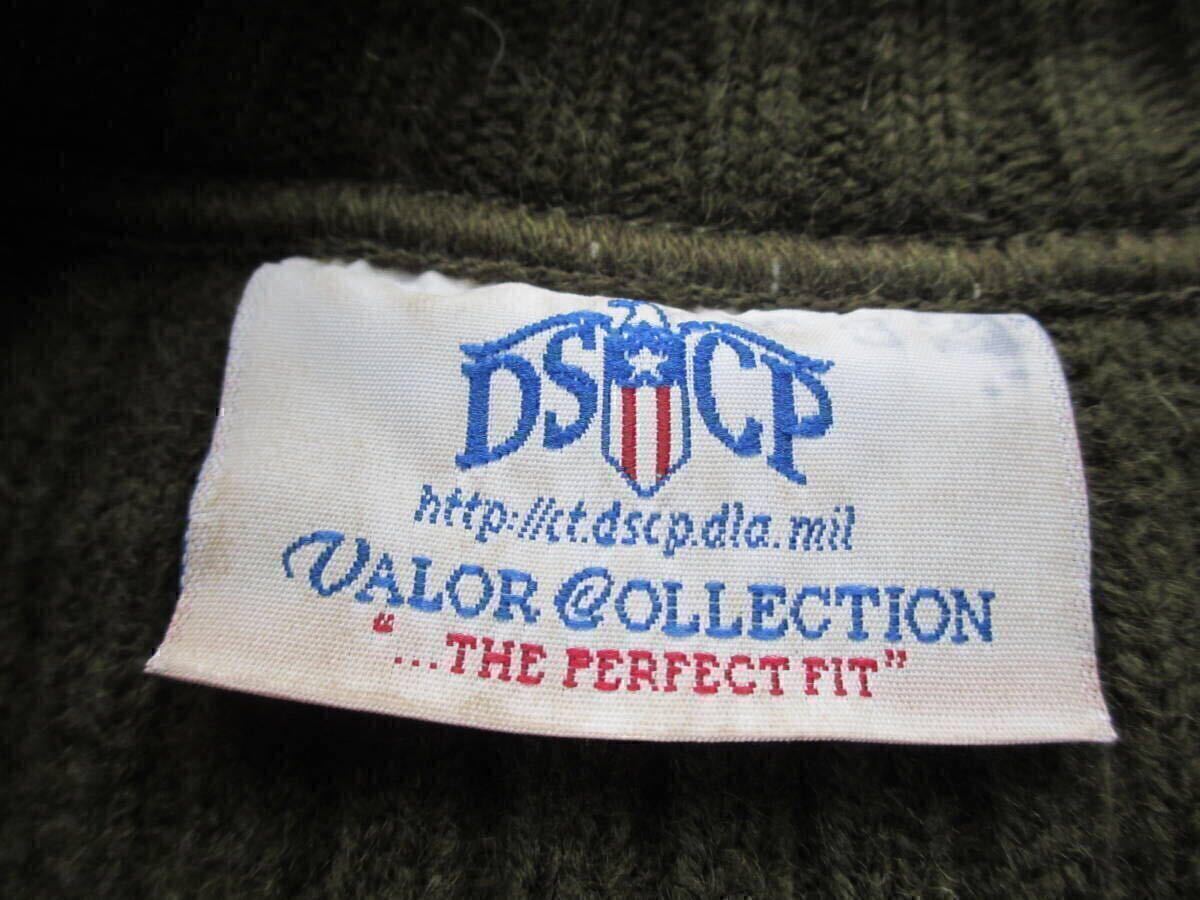 DSCP
http://ct.dscp.dla.mil
VALOR COLLECTION
"...THE PERFECT FIT"